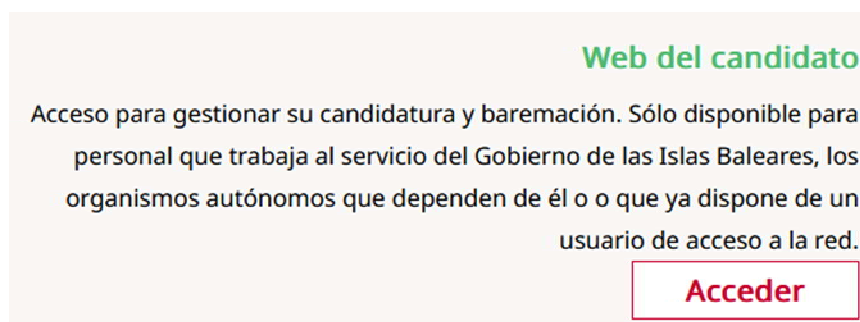 Web del candidato
Acceso para gestionar su candidatura y baremación. Sólo disponible para
personal que trabaja al servicio del Gobierno de las Islas Baleares, los
organismos autónomos que dependen de él o o que ya dispone de un
usuario de acceso a la red.
Acceder